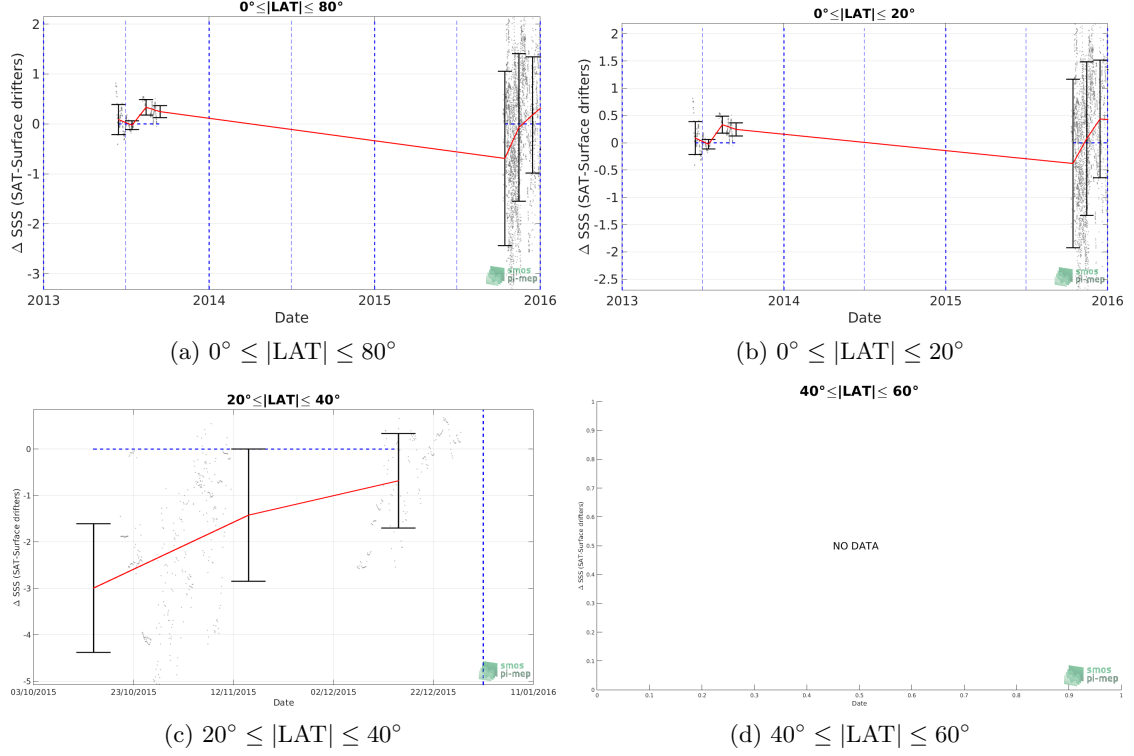 0°≤|LAT|≤ 80°
Δ SSS (SAT-Surface drifters)
2
1
0
-1
-2
-3
2013
2014
2015
2016
Date
smos
pi-mep
(a) 0° ≤ |LAT| ≤ 80°
0°≤|LAT|≤ 20°
Δ SSS (SAT-Surface drifters)
2
1.5
1
0.5
0
-0.5
-1
-1.5
-2
-2.5
2013
2014
2015
2016
Date
smos
pi-mep
(b) 0° ≤ |LAT| ≤ 20°
20°≤|LAT|≤ 40°
Δ SSS (SAT-Surface drifters)
0
-1
-2
-3
-4
-5
03/10/2015
23/10/2015
12/11/2015
02/12/2015
22/12/2015
11/01/2016
Date
smos
pi-mep
(c) 20° ≤ |LAT| ≤ 40°
40°≤|LAT|≤ 60°
Δ SSS (SAT-Surface drifters)
1
0.9
0.8
0.7
0.6
0.5
0.4
0.3
0.2
0.1
0
NO DATA
0
0.1
0.2
0.3
0.4
0.5
0.6
0.7
0.8
0.9
1
Date
smos
pi-mep
(d) 40° ≤ |LAT| ≤ 60°